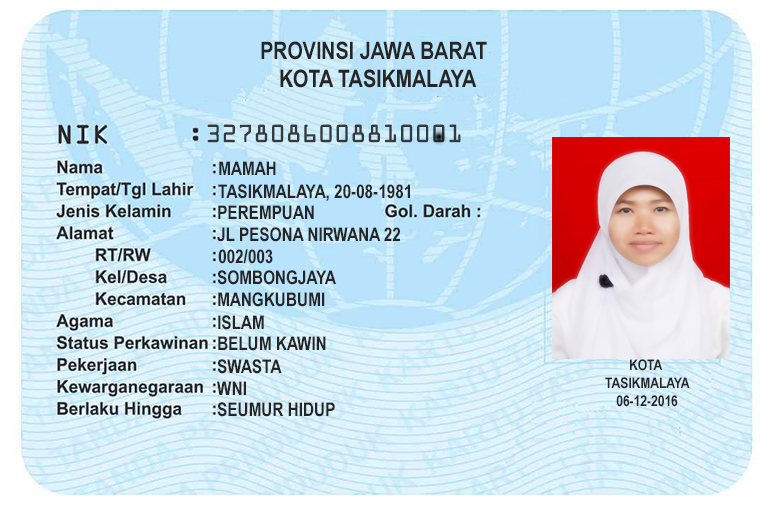 PROVINSI JAWA BARAT
KOTA TASIKMALAYA
NIK : 3278086008810001
Nama :MAMAH
Tempat/Tgl Lahir :TASIKMALAYA, 20-08-1981
Jenis Kelamin :PEREMPUAN Gol. Darah :
Alamat :JL PESONA NIRWANA 22
RT/RW :002/003
Kel/Desa :SOMBONGJAYA
Kecamatan :MANGKUBUMI
Agama :ISLAM
Status Perkawinan :BELUM KAWIN
Pekerjaan :SWASTA
Kewarganegaraan :WNI
Berlaku Hingga :SEUMUR HIDUP
KOTA
TASIKMALAYA
06-12-2016